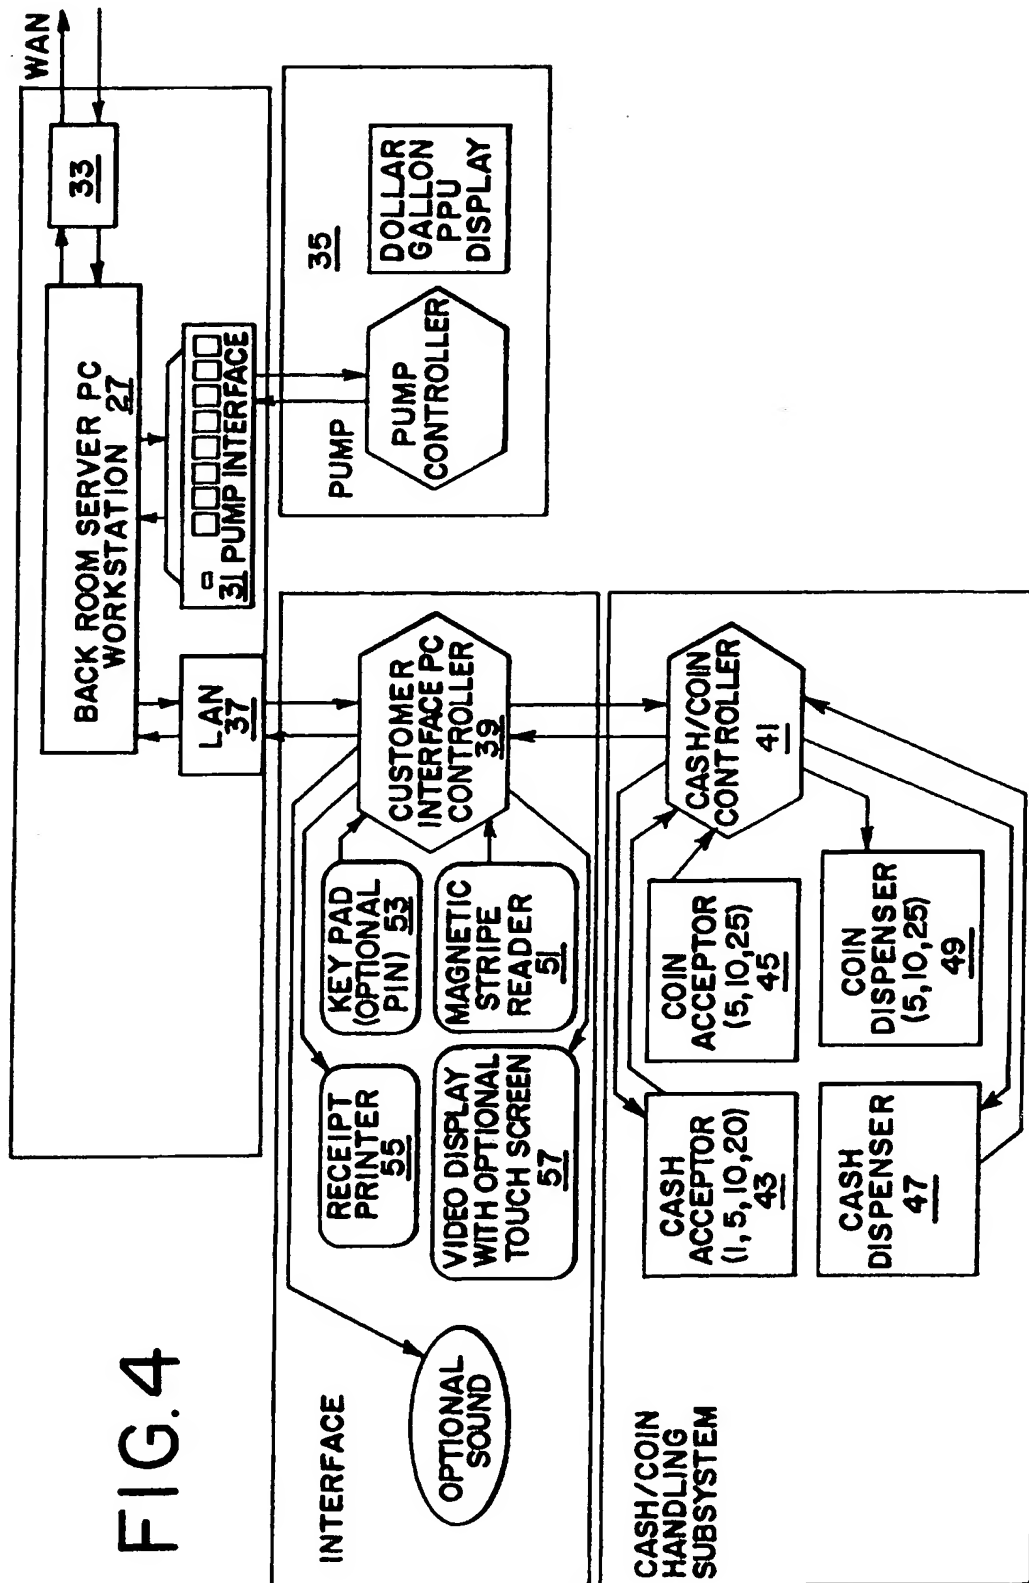 FIG. 4
WAN
33
BACK ROOM SERVER PC
WORKSTATION 27
31 PUMP INTERFACE
LAN
37
35
PUMP
PUMP
CONTROLLER
DOLLAR
GALLON
PPU
DISPLAY
INTERFACE
CUSTOMER
INTERFACE PC
CONTROLLER
39
KEY PAD
(OPTIONAL
PIN) 53
MAGNETIC
STRIPE
READER
51
RECEIPT
PRINTER
55
VIDEO DISPLAY
WITH OPTIONAL
TOUCH SCREEN
57
OPTIONAL
SOUND
CASH/COIN
HANDLING
SUBSYSTEM
CASH/COIN
CONTROLLER
41
COIN
ACCEPTOR
(5,10,25)
45
COIN
DISPENSER
(5,10,25)
49
CASH
ACCEPTOR
(1,5,10,20)
43
CASH
DISPENSER
47